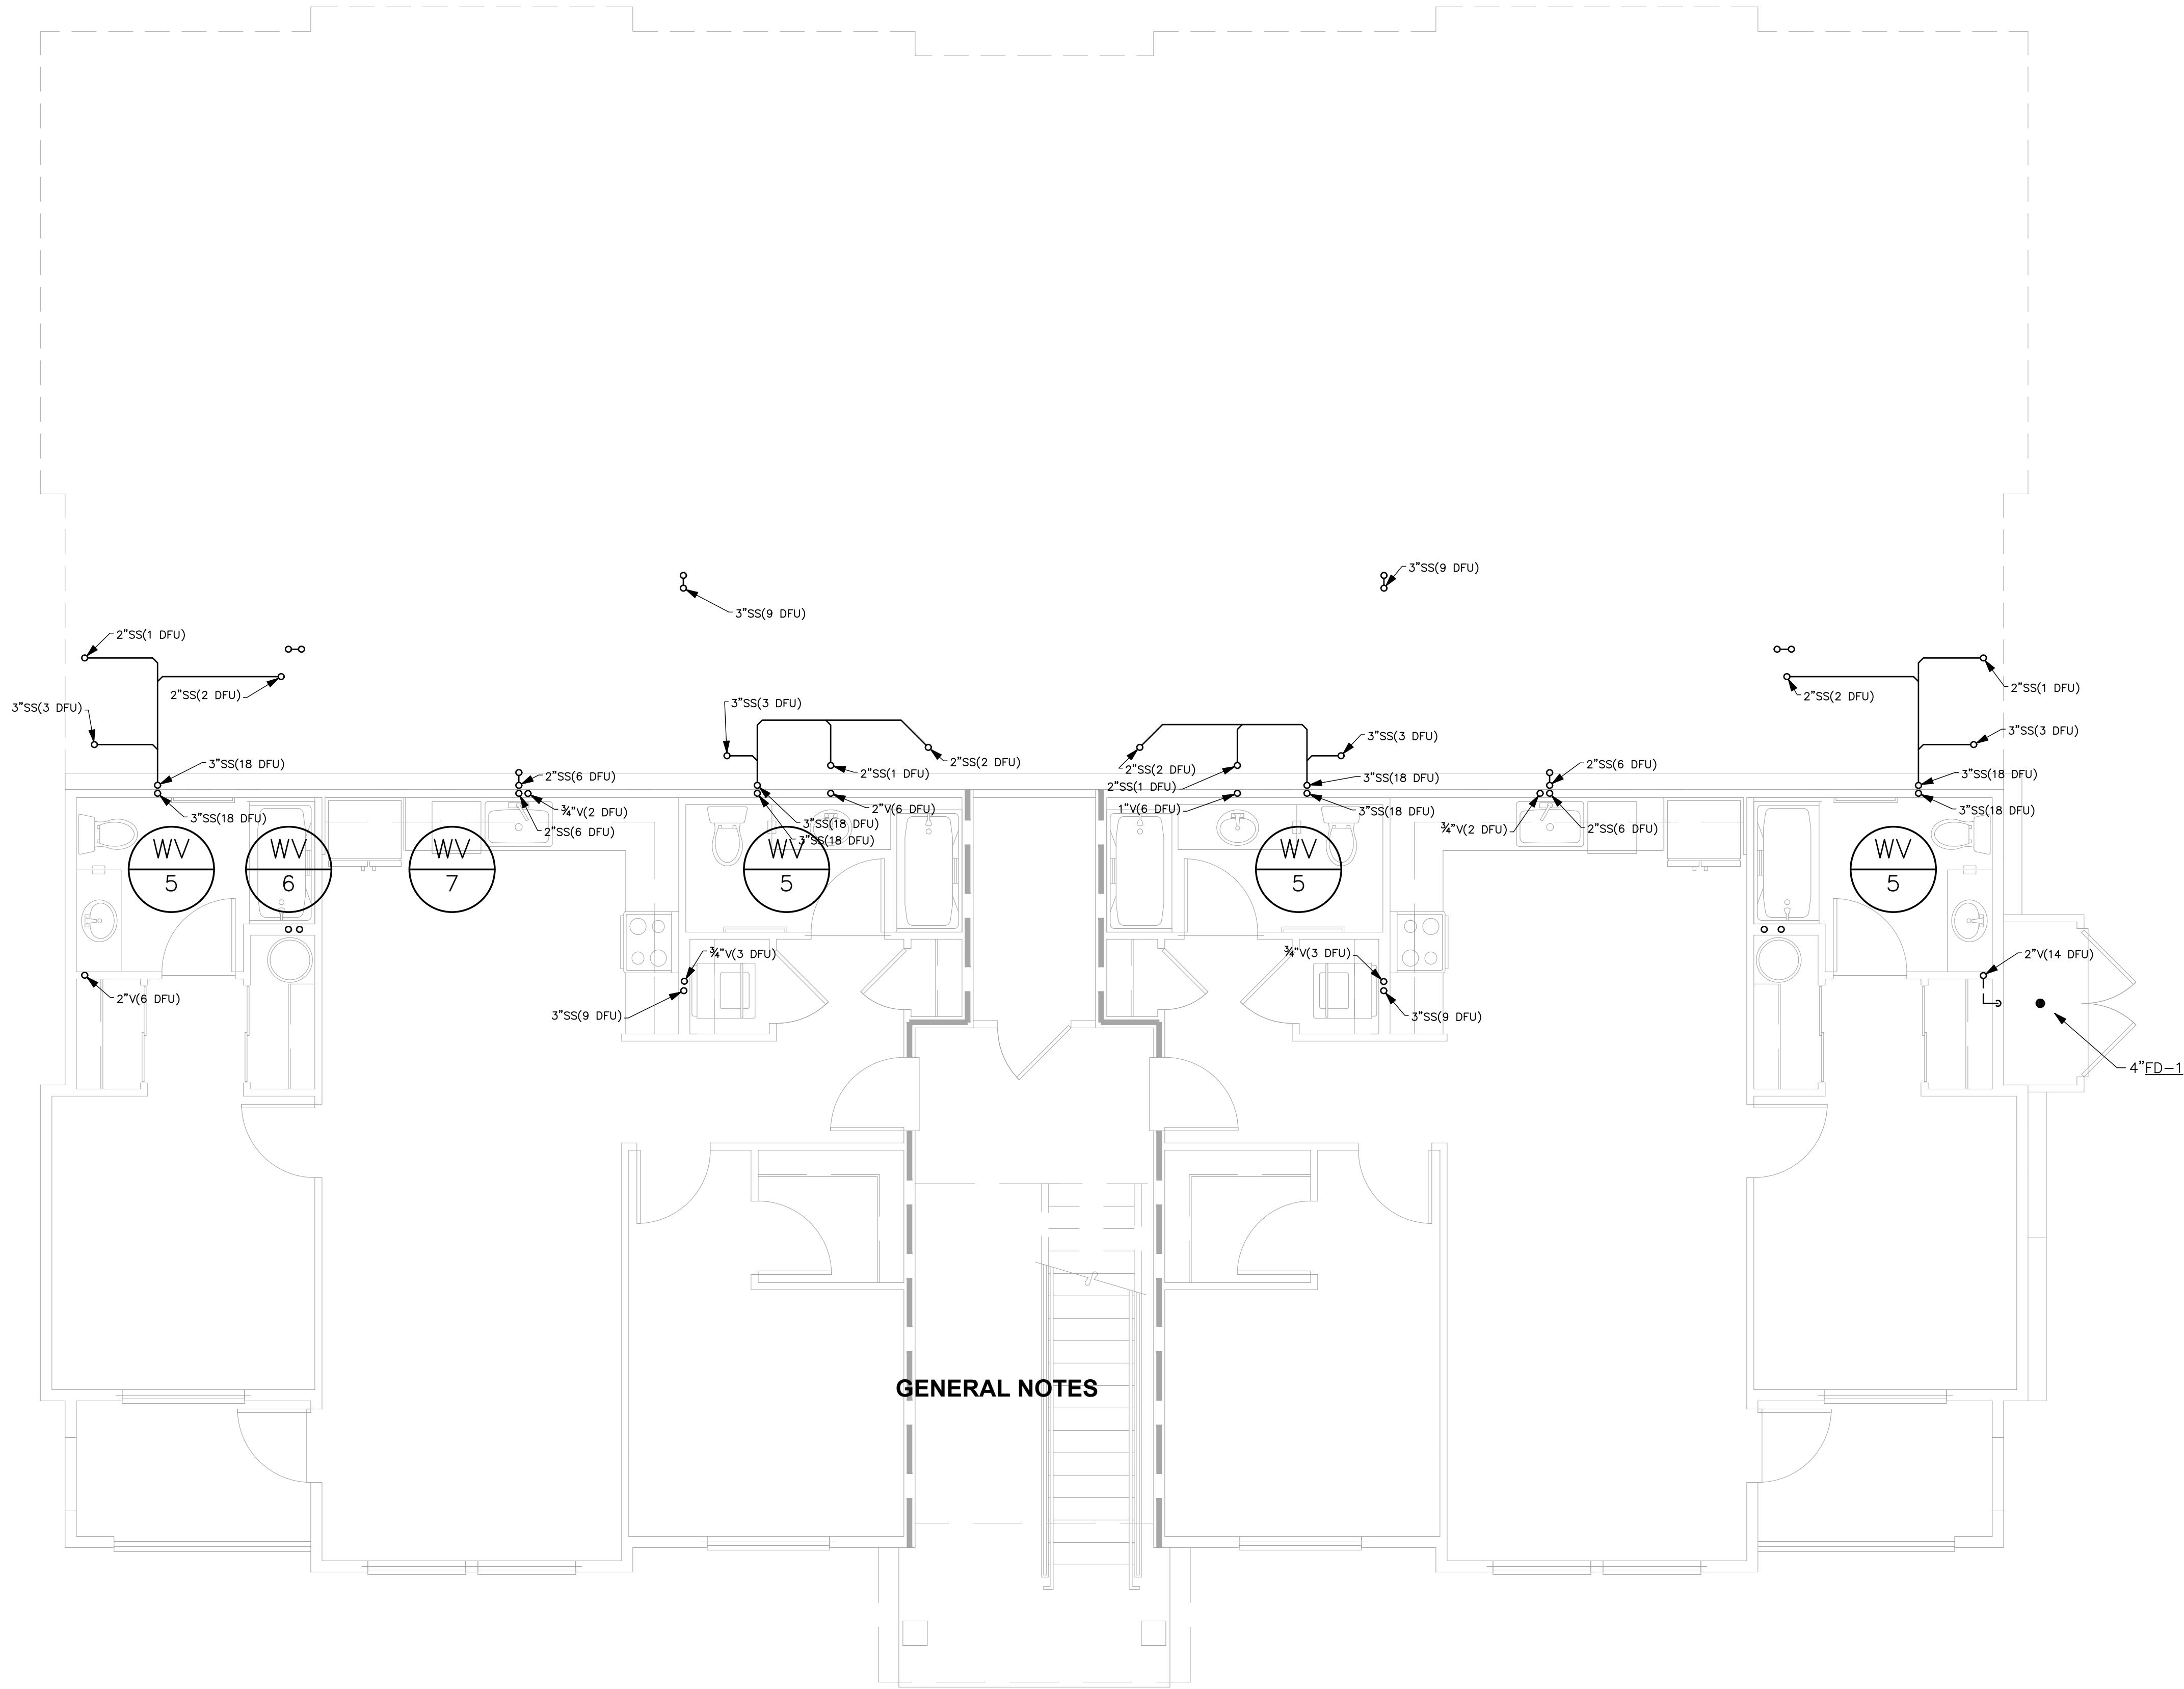 3"SS(9 DFU)
3"SS(9 DFU)
2"SS(1 DFU)
2"SS(2 DFU)
3"SS(3 DFU)
3"SS(18 DFU)
3"SS(18 DFU)
2"SS(6 DFU)
¾"V(2 DFU)
2"SS(6 DFU)
3"SS(3 DFU)
2"SS(2 DFU)
2"SS(1 DFU)
2"V(6 DFU)
3"SS(18 DFU)
3"SS(18 DFU)
2"SS(2 DFU)
2"SS(1 DFU)
1"V(6 DFU)
3"SS(3 DFU)
3"SS(18 DFU)
3"SS(18 DFU)
2"SS(6 DFU)
¾"V(2 DFU)
2"SS(6 DFU)
2"SS(2 DFU)
2"SS(1 DFU)
3"SS(3 DFU)
3"SS(18 DFU)
3"SS(18 DFU)
WV
5
WV
6
WV
7
WV
5
WV
5
WV
5
2"V(6 DFU)
¾"V(3 DFU)
3"SS(9 DFU)
¾"V(3 DFU)
3"SS(9 DFU)
2"V(14 DFU)
4"FD-1
GENERAL NOTES